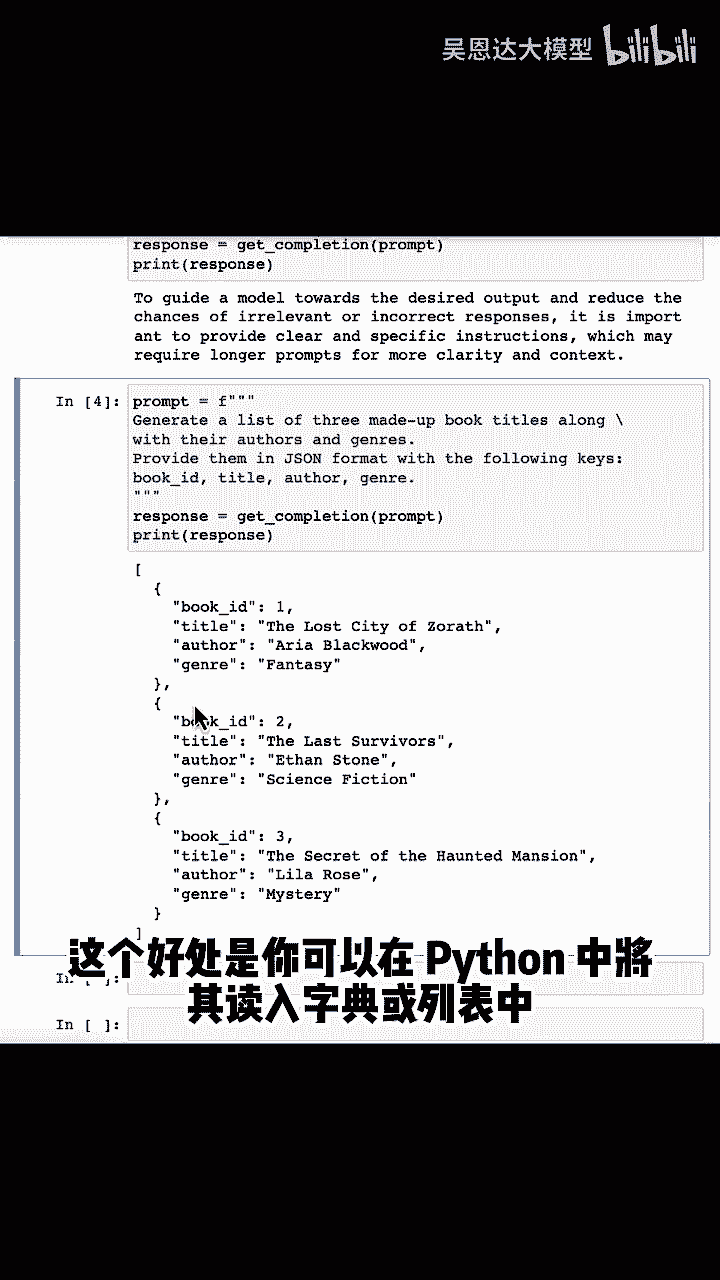 吴恩达大模型 bilibili
response = get_completion(prompt)
print(response)
To guide a model towards the desired output and reduce the
chances of irrelevant or incorrect responses, it is import
ant to provide clear and specific instructions, which may
require longer prompts for more clarity and context.
In [4]: prompt = f"""
Generate a list of three made-up book titles along \
with their authors and genres.
Provide them in JSON format with the following keys:
book_id, title, author, genre.
"""
response = get_completion(prompt)
print(response)
[
{
"book_id": 1,
"title": "The Lost City of Zorath",
"author": "Aria Blackwood",
"genre": "Fantasy"
},
{
"book_id": 2,
"title": "The Last Survivors",
"author": "Ethan Stone",
"genre": "Science Fiction"
},
{
"book_id": 3,
"title": "The Secret of the Haunted Mansion",
"author": "Lila Rose",
"genre": "Mystery"
}
]
这个好处是你可以在 Python 中將
其读入字典或列表中
In [ ]:
In [ ]: